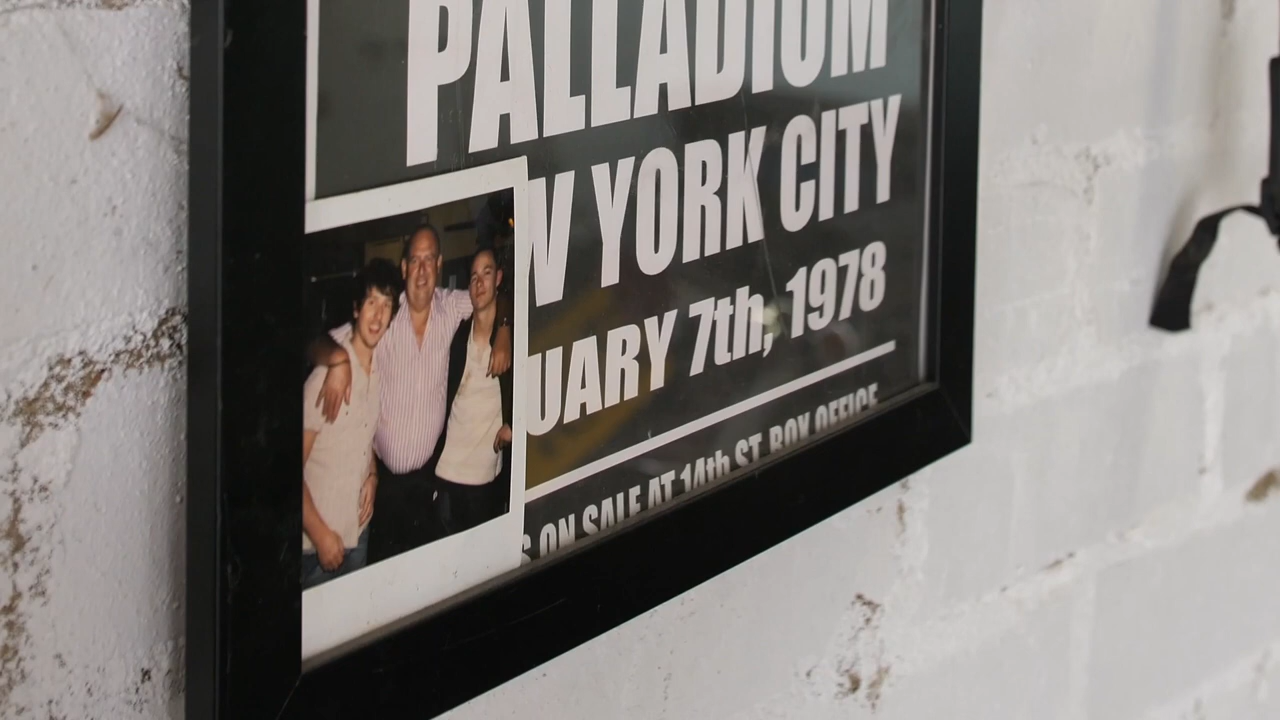 PALLADIUM
W YORK CITY
UARY 7th, 1978
S ON SALE AT 14th ST. BOX OFFICE